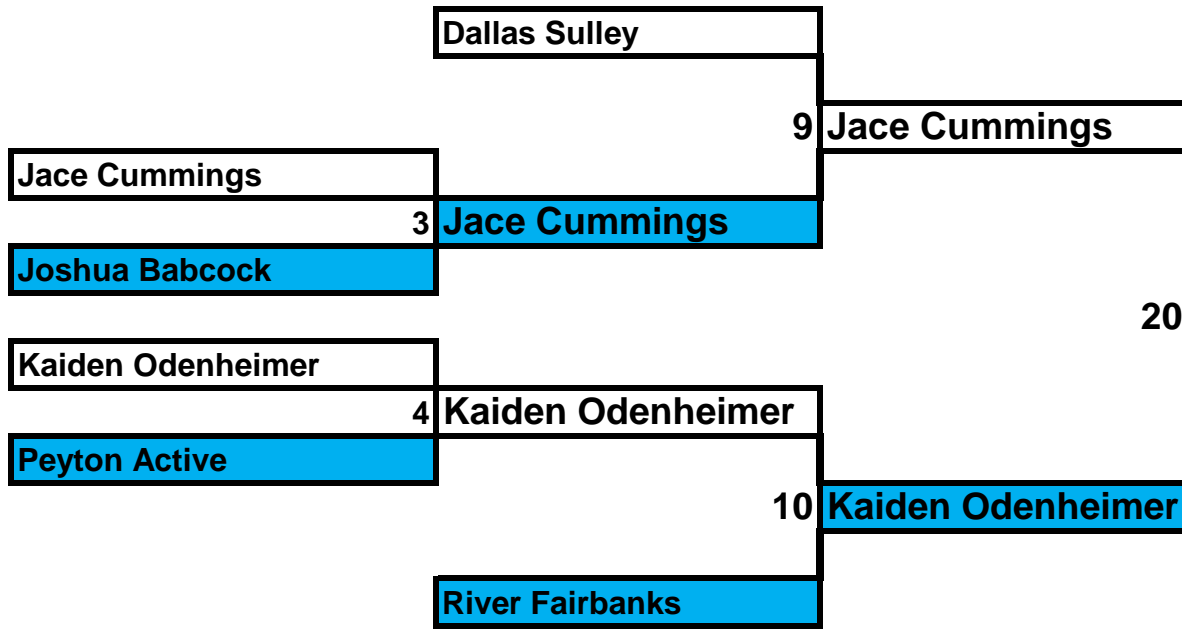 Dallas Sulley
9 Jace Cummings
Jace Cummings
3 Jace Cummings
Joshua Babcock
20
Kaiden Odenheimer
4 Kaiden Odenheimer
Peyton Active
10 Kaiden Odenheimer
River Fairbanks